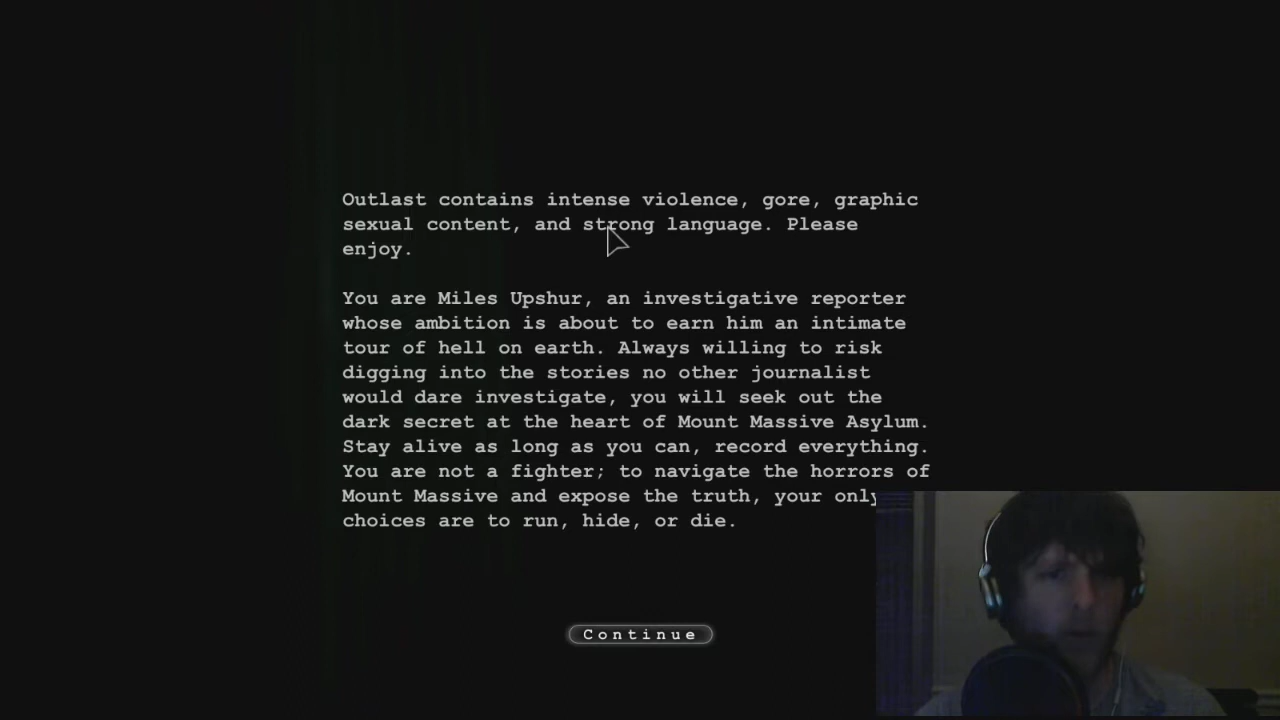 Outlast contains intense violence, gore, graphic
sexual content, and strong language. Please
enjoy.
You are Miles Upshur, an investigative reporter
whose ambition is about to earn him an intimate
tour of hell on earth. Always willing to risk
digging into the stories no other journalist
would dare investigate, you will seek out the
dark secret at the heart of Mount Massive Asylum.
Stay alive as long as you can, record everything.
You are not a fighter; to navigate the horrors of
Mount Massive and expose the truth, your only
choices are to run, hide, or die.
Continue